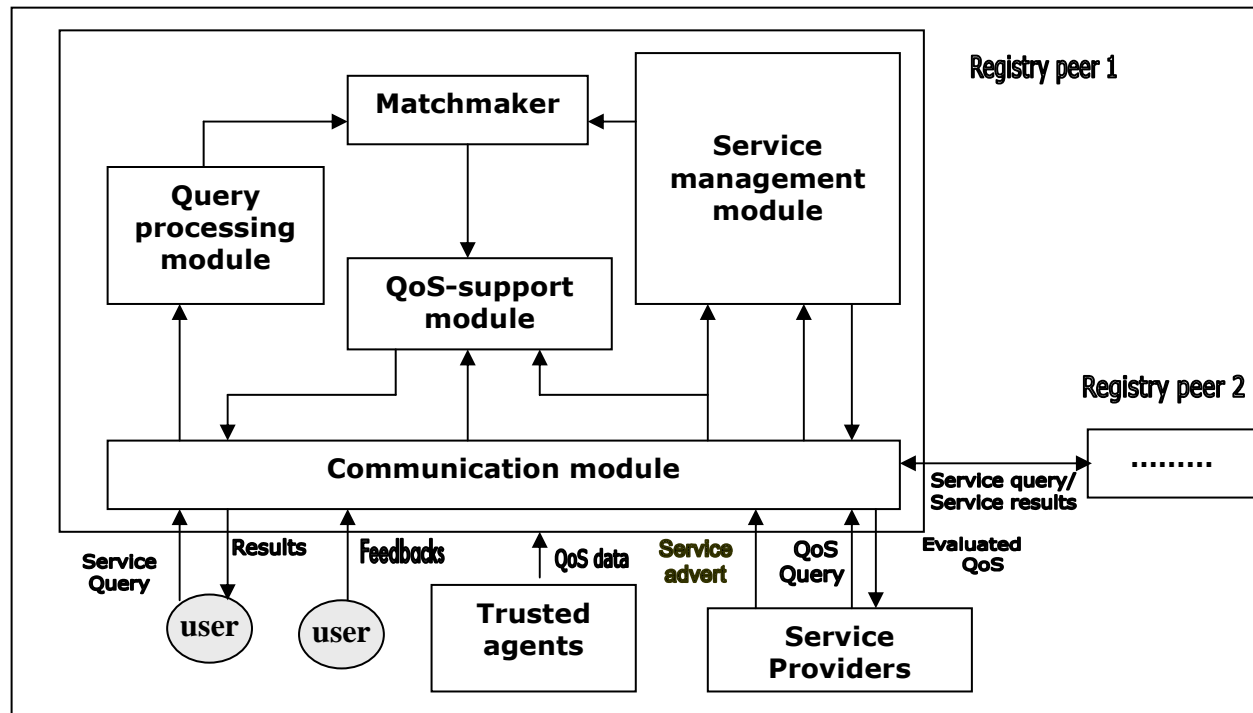 Registry peer 1
Matchmaker
Service
management
module
Query
processing
module
QoS-support
module
Registry peer 2
Communication module
.........
Service query/
Service results
Service
Query
Results
Feedbacks
QoS data
Service
advert
QoS
Query
Evaluated
QoS
user
user
Trusted
agents
Service
Providers